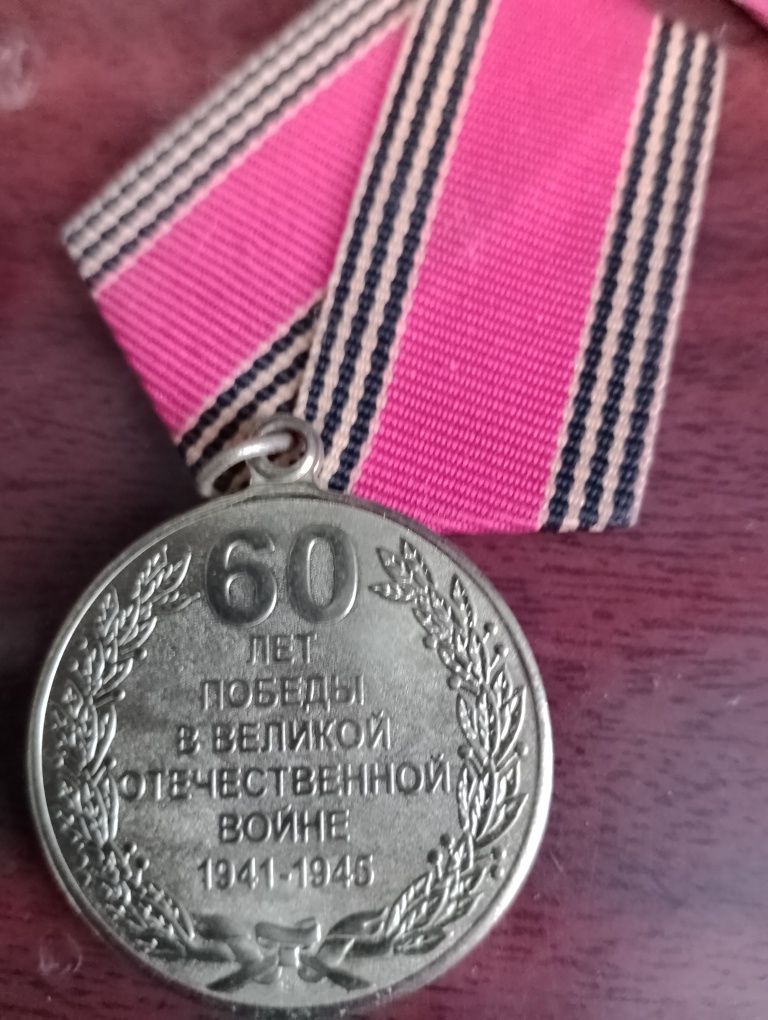 60
ЛЕТ
ПОБЕДЫ
В ВЕЛИКОЙ
ОТЕЧЕСТВЕННОЙ
ВОЙНЕ
1941-1945